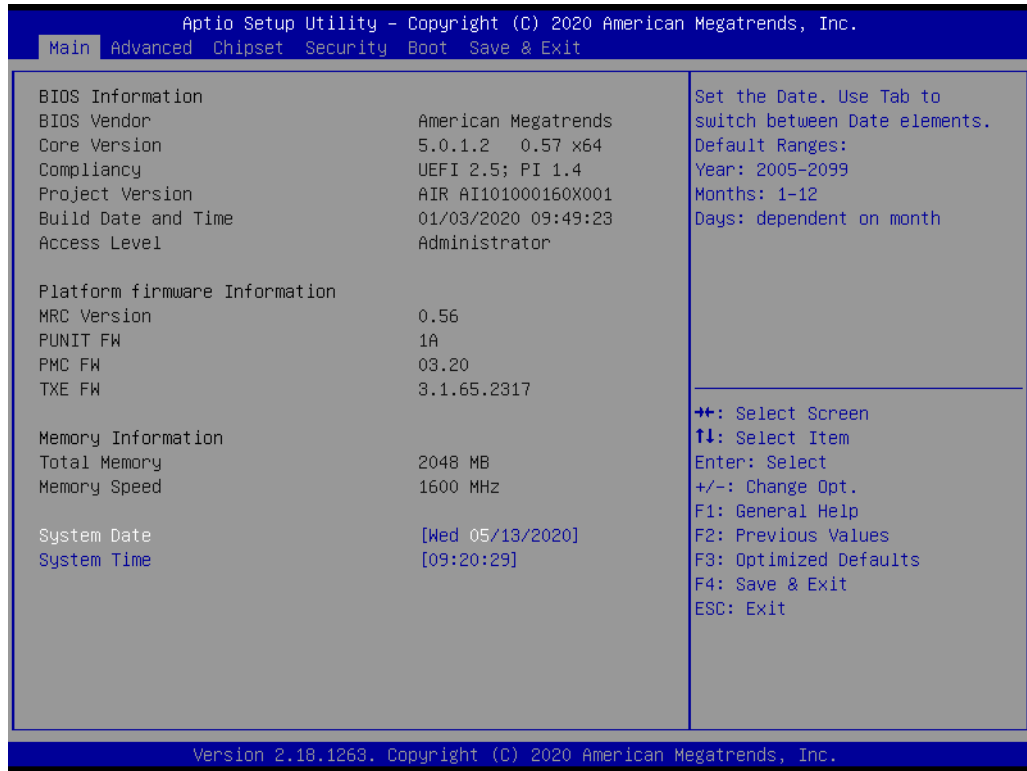 Aptio Setup Utility – Copyright (C) 2020 American Megatrends, Inc.
Main Advanced Chipset Security Boot Save & Exit
BIOS Information
BIOS Vendor American Megatrends
Core Version 5.0.1.2 0.57 x64
Compliancy UEFI 2.5; PI 1.4
Project Version AIR AI101000160X001
Build Date and Time 01/03/2020 09:49:23
Access Level Administrator
Platform firmware Information
MRC Version 0.56
PUNIT FW 1A
PMC FW 03.20
TXE FW 3.1.65.2317
Memory Information
Total Memory 2048 MB
Memory Speed 1600 MHz
System Date [Wed 05/13/2020]
System Time [09:20:29]
Set the Date. Use Tab to
switch between Date elements.
Default Ranges:
Year: 2005-2099
Months: 1-12
Days: dependent on month
→←: Select Screen
↑↓: Select Item
Enter: Select
+/-: Change Opt.
F1: General Help
F2: Previous Values
F3: Optimized Defaults
F4: Save & Exit
ESC: Exit
Version 2.18.1263. Copyright (C) 2020 American Megatrends, Inc.